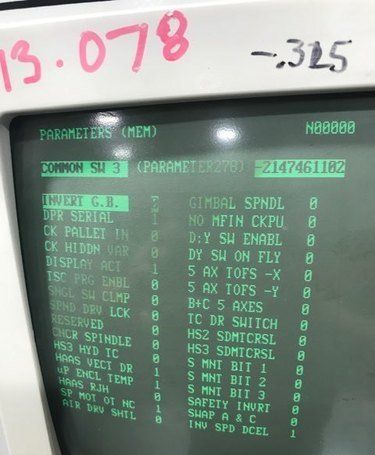 13.078
-.325
PARAMETERS (MEM) N00000
COMMON SW 3 (PARAMETER278) -2147461102
INVERT G.B. GIMBAL SPNDL 0
DPR SERIAL 1 NO MFIN CKPU 0
CK PALLET IN 0 D:Y SW ENABL 0
CK HIDDN VAR 0 DY SW ON FLY 0
DISPLAY ACT 1 5 AX TOFS -X 0
TSC PRG ENBL 0 5 AX TOFS -Y 0
SNGL SW CLMP 0 B+C 5 AXES 0
SPND DRV LCK 0 TC DR SWITCH 0
RESERVED 0 HS2 SDMTCRSL 0
CNCR SPINDLE 0 HS3 SDMTCRSL 0
HS3 HYD TC 0 S MNT BIT 1 0
HAAS VECT DR 1 S MNT BIT 2 0
uP ENCL TEMP 1 S MNT BIT 3 0
HAAS RJH 0 SAFETY INVRT 0
SP MOT OT NC 1 SWAP A & C 0
AIR DRV SHTL 0 INV SPD DCEL 1